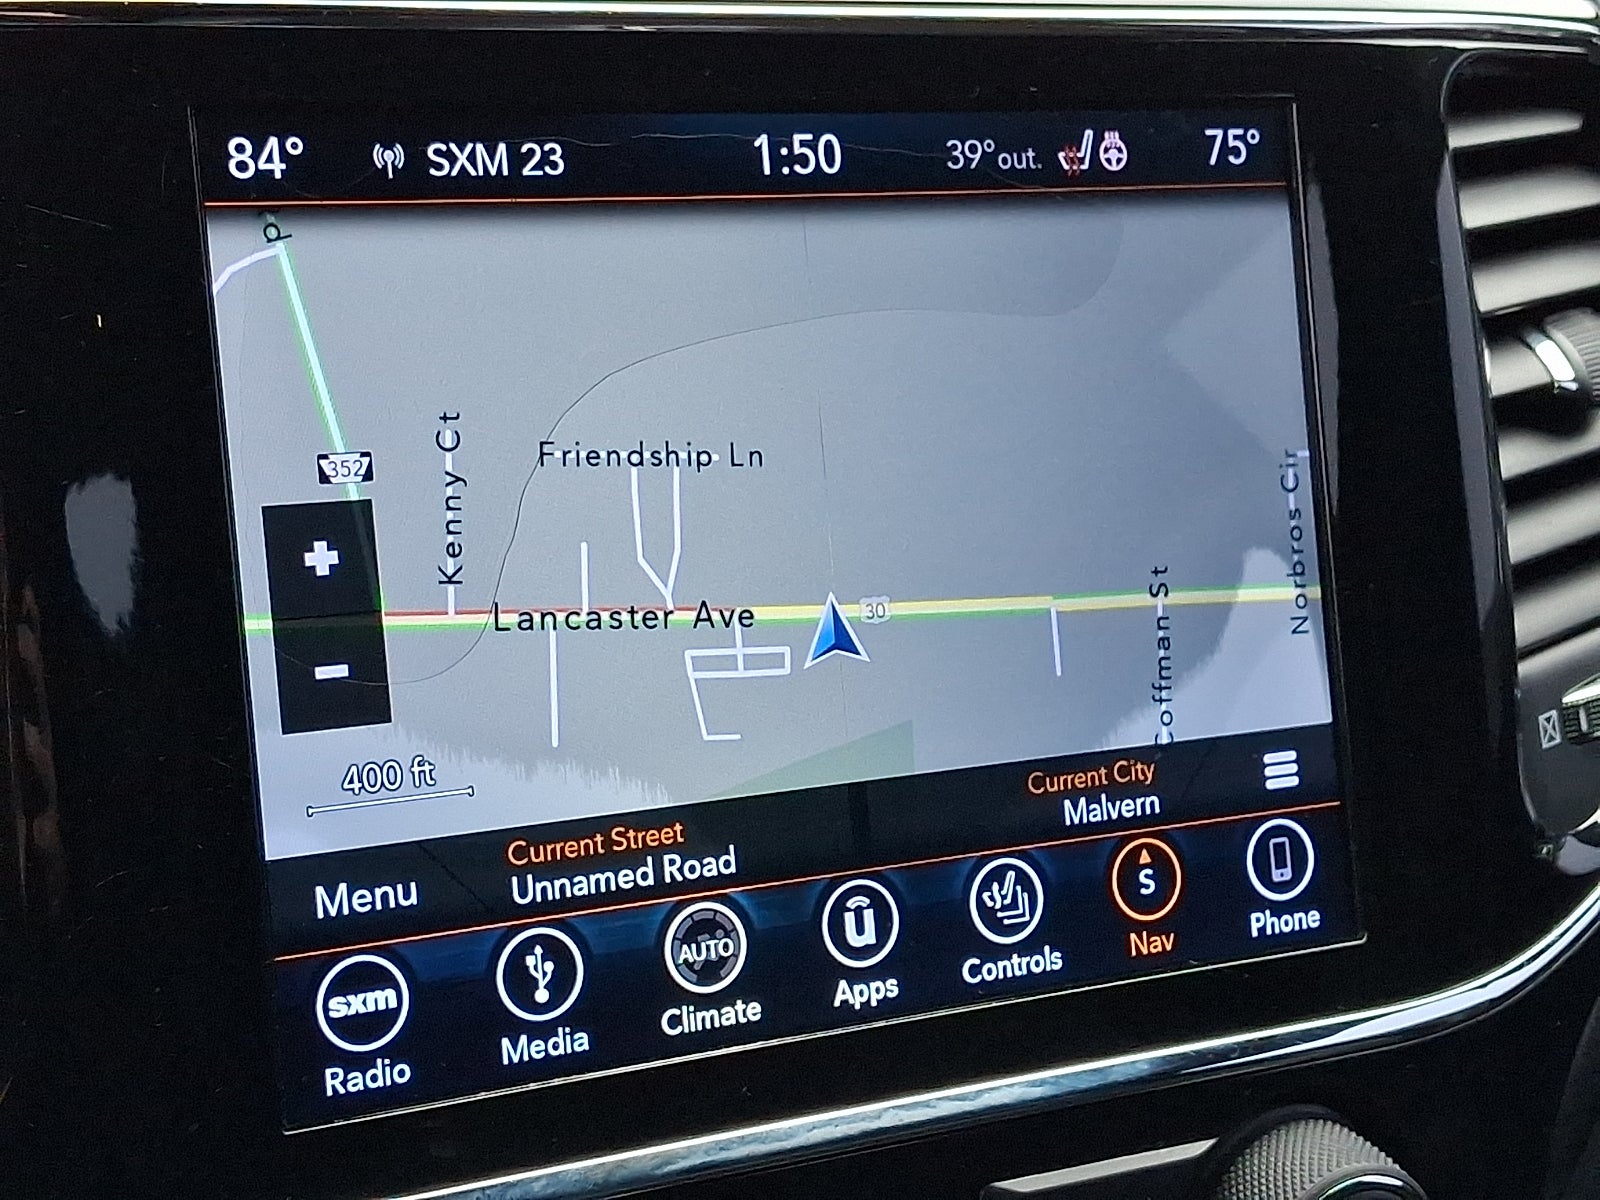 84° SXM 23 1:50 39°out. 75°
P
352
Kenny Ct
Friendship Ln
Norbros Cir
+
Lancaster Ave
30
Coffman St
-
400 ft
Current City
Malvern
Current Street
Unnamed Road
Menu
sxm
Radio
Media
AUTO
Climate
u
Apps
Controls
S
Nav
Phone